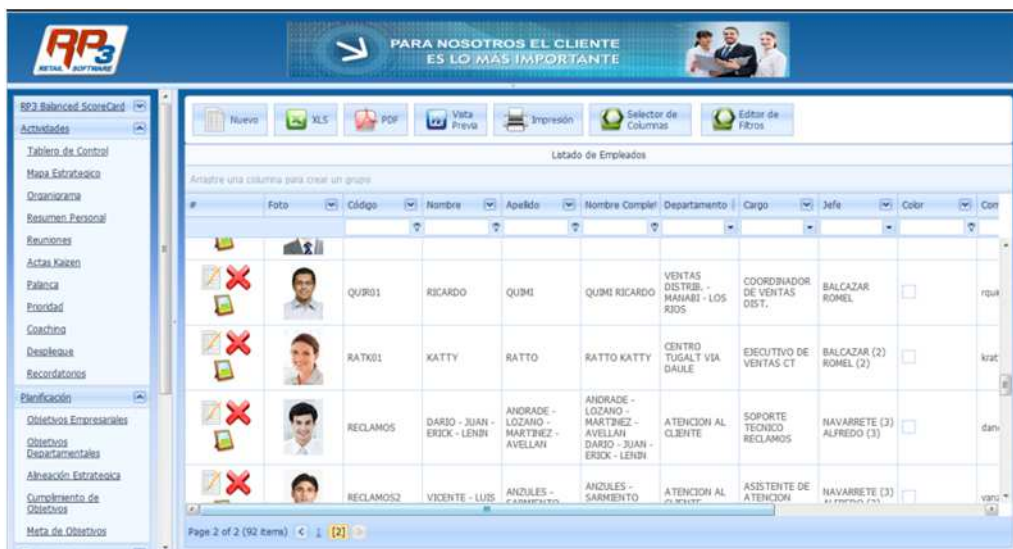 RP3
RETAIL SOFTWARE
PARA NOSOTROS EL CLIENTE
ES LO MAS IMPORTANTE
RP3 Balanced ScoreCard
Actividades
Tablero de Control
Mapa Estrategico
Organigrama
Resumen Personal
Reuniones
Actas Kaizen
Palanca
Prioridad
Coaching
Despliegue
Recordatorios
Planificación
Objetivos Empresariales
Objetivos
Departamentales
Alineación Estrategica
Cumplimiento de
Objetivos
Meta de Objetivos
Nuevo
XLS
PDF
Vista
Previa
Impresión
Selector de
Columnas
Editor de
Filtros
Listado de Empleados
Arrastre una columna para crear un grupo
# Foto Código Nombre Apellido Nombre Complet Departamento Cargo Jefe Color Con
QUIR01 RICARDO QUIMI QUIMI RICARDO
VENTAS
DISTRIB. -
MANABI - LOS
RIOS
COORDINADOR
DE VENTAS
DIST.
BALCAZAR
ROMEL
RATK01 KATTY RATTO RATTO KATTY
CENTRO
TUGALT VIA
DAULE
EJECUTIVO DE
VENTAS CT
BALCAZAR (2)
ROMEL (2)
krat
RECLAMOS
DARIO - JUAN -
ERICK - LENIN
ANDRADE -
LOZANO -
MARTINEZ -
AVELLAN
ANDRADE -
LOZANO -
MARTINEZ -
AVELLAN
DARIO - JUAN -
ERICK - LENIN
ATENCION AL
CLIENTE
SOPORTE
TECNICO
RECLAMOS
NAVARRETE (3)
ALFREDO (3)
RECLAMOS2 VICENTE - LUIS
ANZULES -
SARMIENTO
ANZULES -
SARMIENTO
ATENCION AL
CLIENTE
ASISTENTE DE
ATENCION
NAVARRETE (3)
ALFREDO (3)
Page 2 of 2 (92 items) 1 [2]